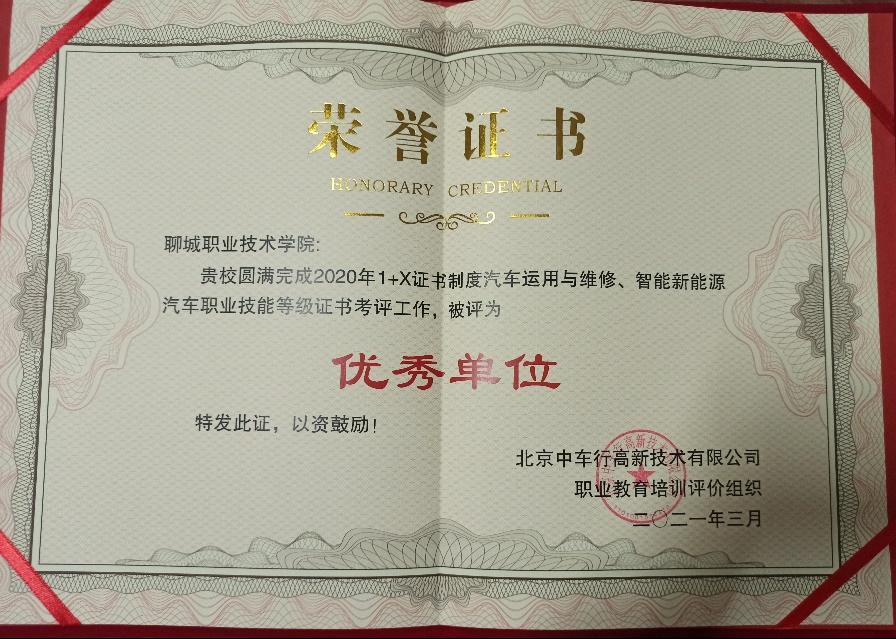 荣誉证书
HONORARY CREDENTIAL
聊城职业技术学院:
贵校圆满完成2020年1+X证书制度汽车运用与维修、智能新能源
汽车职业技能等级证书考评工作，被评为
优秀单位
特发此证，以资鼓励！
北京中车行高新技术有限公司
职业教育培训评价组织
二〇二一年三月